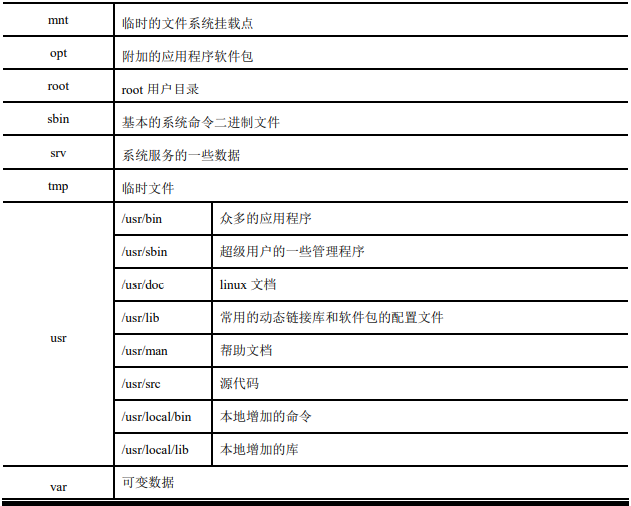 mnt 临时的文件系统挂载点
opt 附加的应用程序软件包
root root 用户目录
sbin 基本的系统命令二进制文件
srv 系统服务的一些数据
tmp 临时文件
usr
/usr/bin 众多的应用程序
/usr/sbin 超级用户的一些管理程序
/usr/doc linux 文档
/usr/lib 常用的动态链接库和软件包的配置文件
/usr/man 帮助文档
/usr/src 源代码
/usr/local/bin 本地增加的命令
/usr/local/lib 本地增加的库
var 可变数据